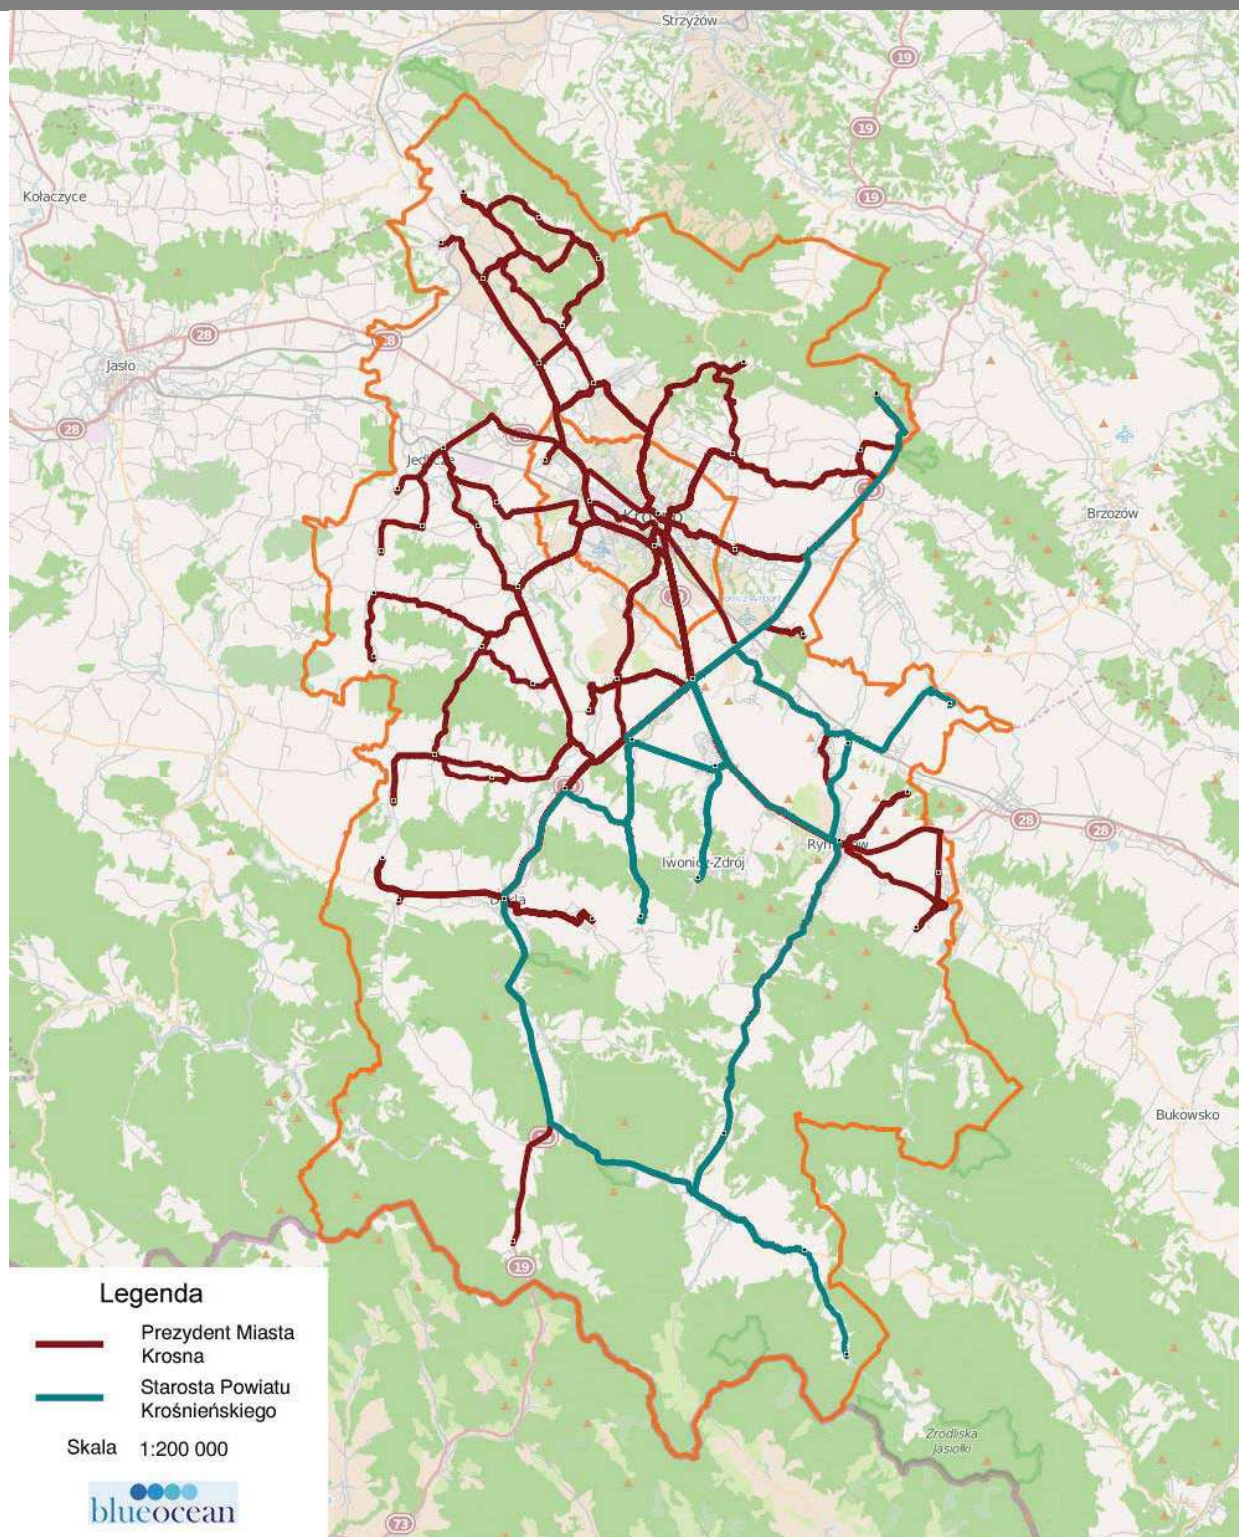 Strzyżów
19
19
19
Kołaczyce
28
28
Jasło
28
Brzozów
28
28
Iwonicz-Zdrój
Bukowsko
19
Legenda
Prezydent Miasta
Krosna
Starosta Powiatu
Krośnieńskiego
Skala 1:200 000
blueocean
Źródliska
Jasiołki
73